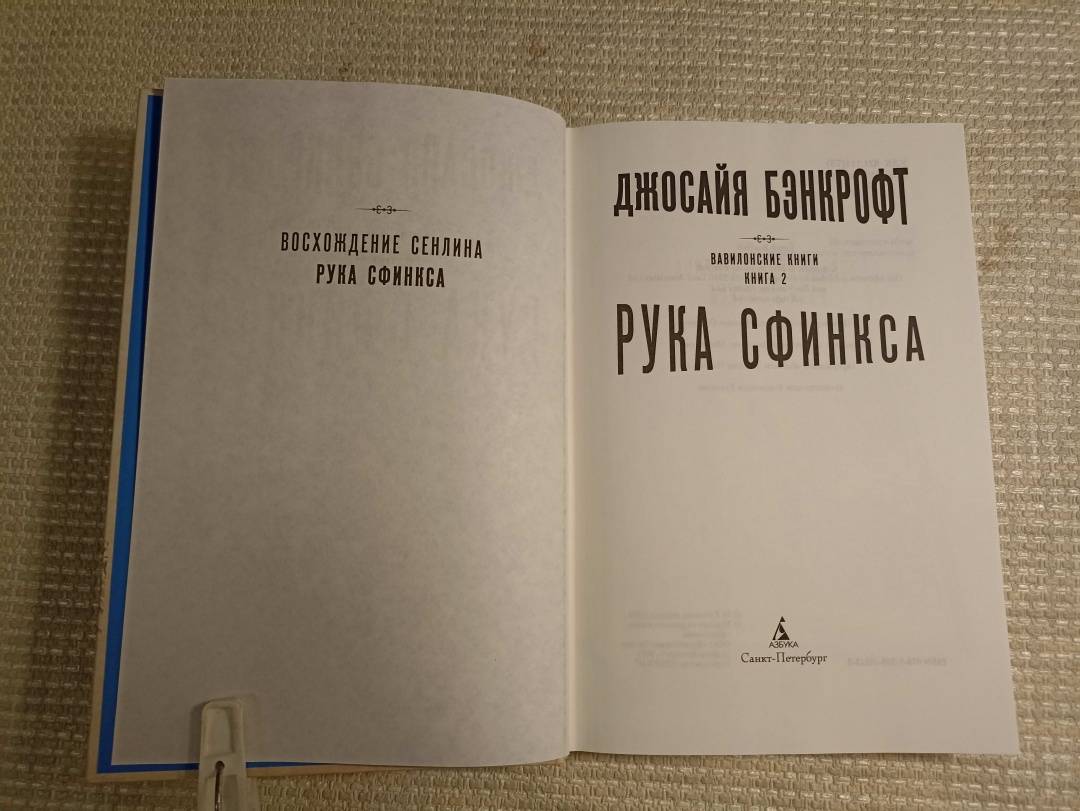 ВОСХОЖДЕНИЕ СЕНЛИНА
РУКА СФИНКСА
ДЖОСАЙЯ БЭНКРОФТ
ВАВИЛОНСКИЕ КНИГИ
КНИГА 2
РУКА СФИНКСА
АЗБУКА
Санкт-Петербург